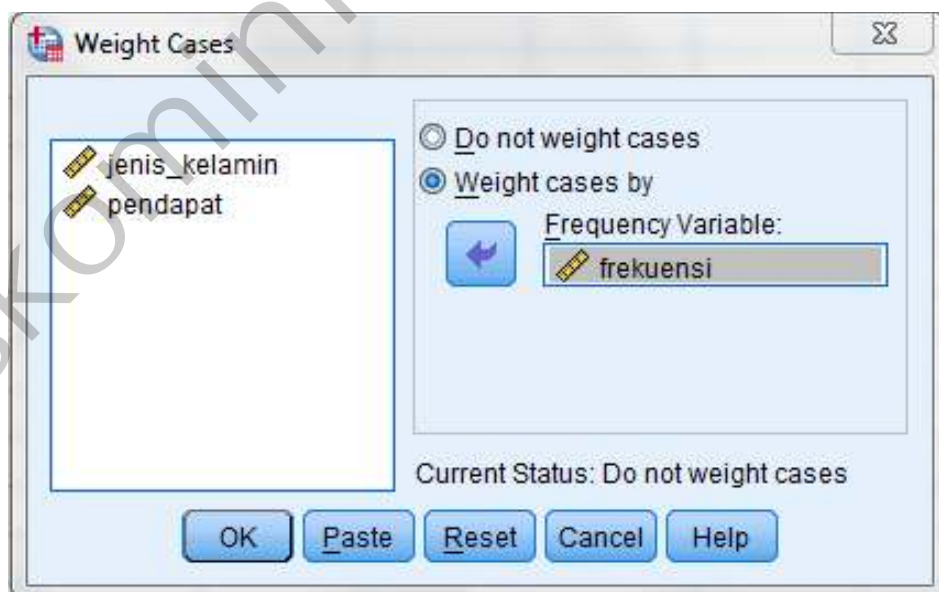 Weight Cases
jenis_kelamin
pendapat
Do not weight cases
Weight cases by
Frequency Variable:
frekuensi
Current Status: Do not weight cases
OK Paste Reset Cancel Help